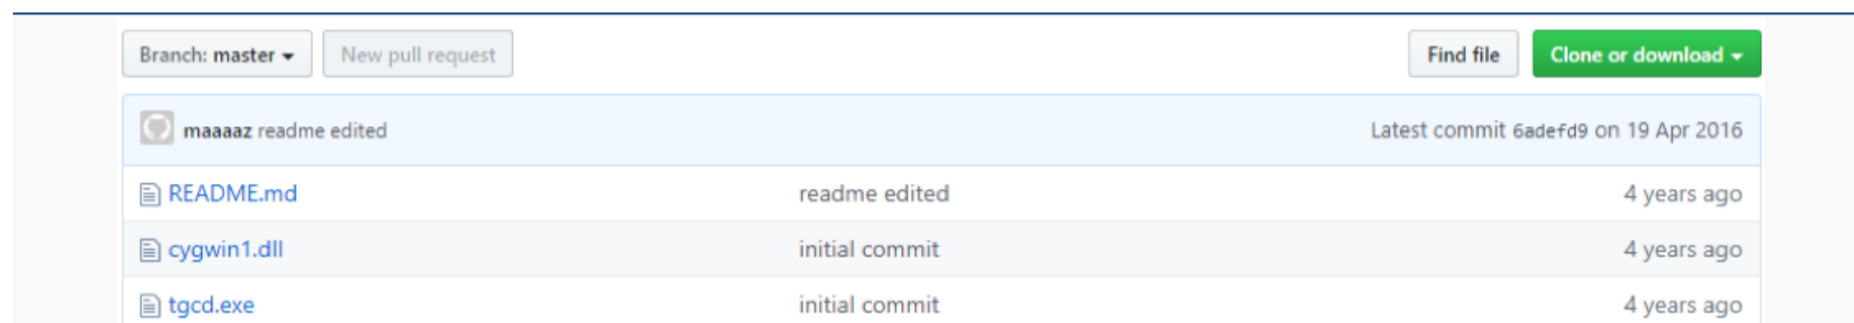 Branch: master New pull request Find file Clone or download
maaaaz readme edited Latest commit 6adefd9 on 19 Apr 2016
README.md readme edited 4 years ago
cygwin1.dll initial commit 4 years ago
tgcd.exe initial commit 4 years ago